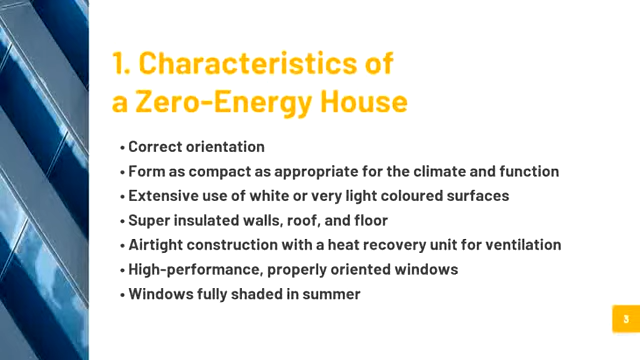 1. Characteristics of
a Zero-Energy House
• Correct orientation
• Form as compact as appropriate for the climate and function
• Extensive use of white or very light coloured surfaces
• Super insulated walls, roof, and floor
• Airtight construction with a heat recovery unit for ventilation
• High-performance, properly oriented windows
• Windows fully shaded in summer
3